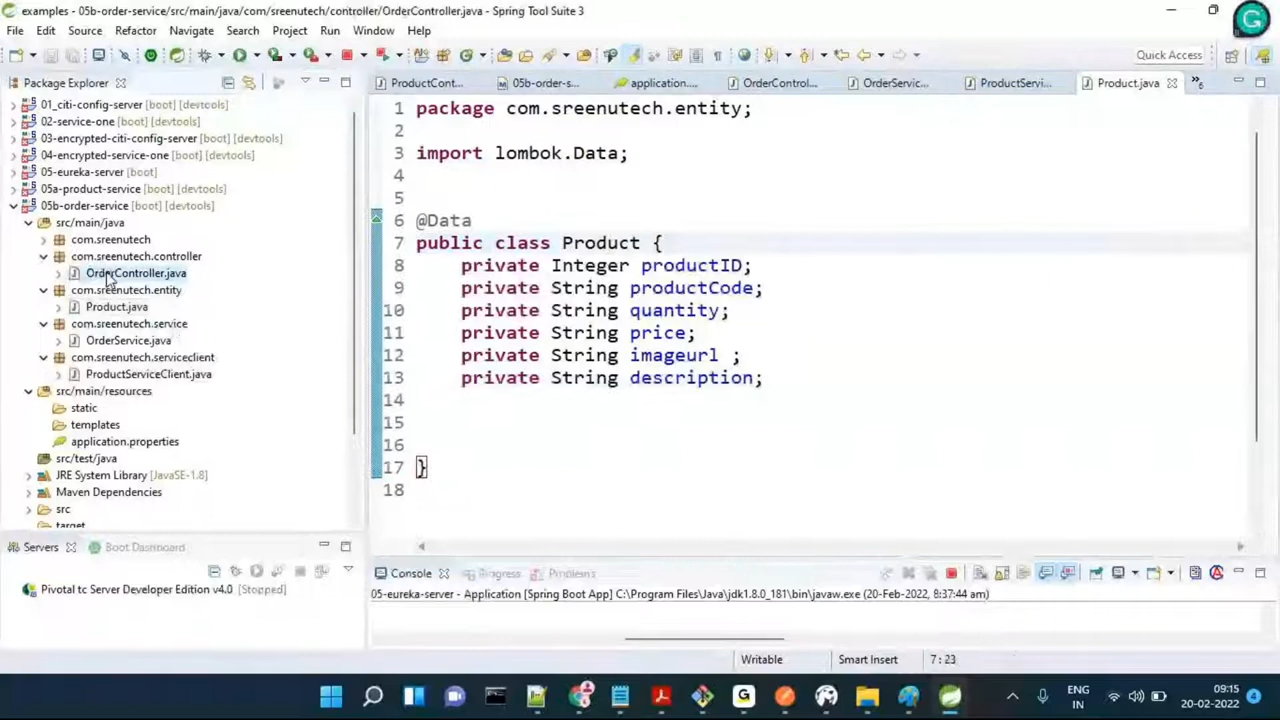 examples - 05b-order-service/src/main/java/com/sreenutech/controller/OrderController.java - Spring Tool Suite 3
File Edit Source Refactor Navigate Search Project Run Window Help
Quick Access
Package Explorer
01_citi-config-server [boot] [devtools]
02-service-one [boot] [devtools]
03-encrypted-citi-config-server [boot] [devtools]
04-encrypted-service-one [boot] [devtools]
05-eureka-server [boot]
05a-product-service [boot] [devtools]
05b-order-service [boot] [devtools]
src/main/java
com.sreenutech
com.sreenutech.controller
OrderController.java
com.sreenutech.entity
Product.java
com.sreenutech.service
OrderService.java
com.sreenutech.serviceclient
ProductServiceClient.java
src/main/resources
static
templates
application.properties
src/test/java
JRE System Library [JavaSE-1.8]
Maven Dependencies
src
target
Servers Boot Dashboard
Pivotal tc Server Developer Edition v4.0 [Stopped]
ProductCont... 05b-order-s... application.... OrderControl... OrderServic... ProductServi... Product.java
1 package com.sreenutech.entity;
2
3 import lombok.Data;
4
5
6 @Data
7 public class Product {
8 private Integer productID;
9 private String productCode;
10 private String quantity;
11 private String price;
12 private String imageurl ;
13 private String description;
14
15
16
17 }
18
Console Progress Problems
05-eureka-server - Application [Spring Boot App] C:\Program Files\Java\jdk1.8.0_181\bin\javaw.exe (20-Feb-2022, 8:37:44 am)
Writable Smart Insert 7 : 23
ENG
IN
09:15
20-02-2022